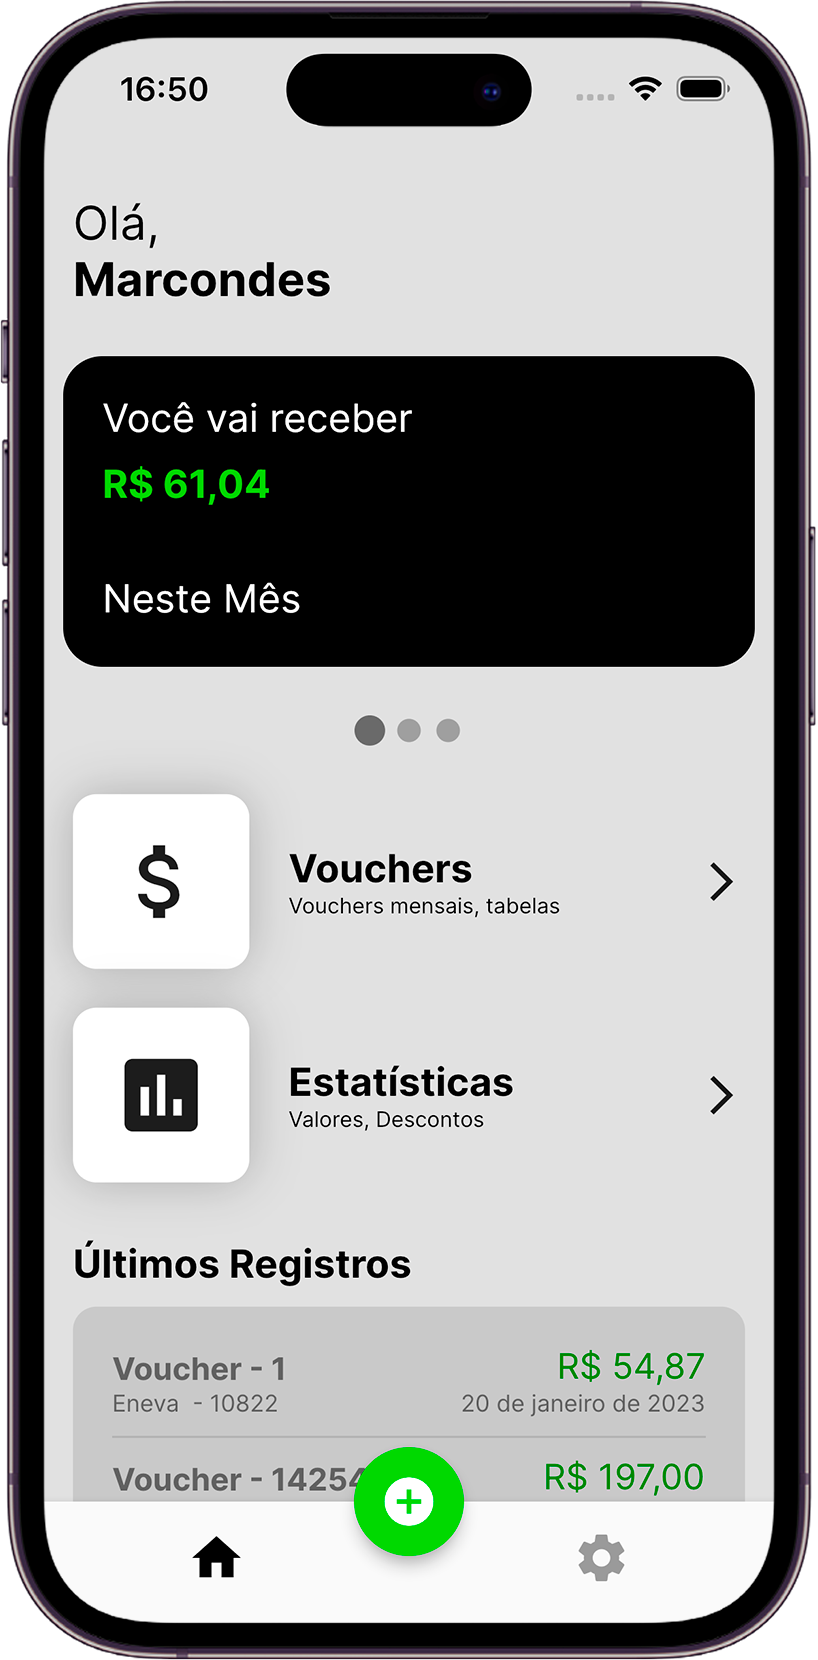 16:50
Olá,
Marcondes
Você vai receber
R$ 61,04
Neste Mês
Vouchers
Vouchers mensais, tabelas
Estatísticas
Valores, Descontos
Últimos Registros
Voucher - 1 R$ 54,87
Eneva - 10822 20 de janeiro de 2023
Voucher - 14254 R$ 197,00